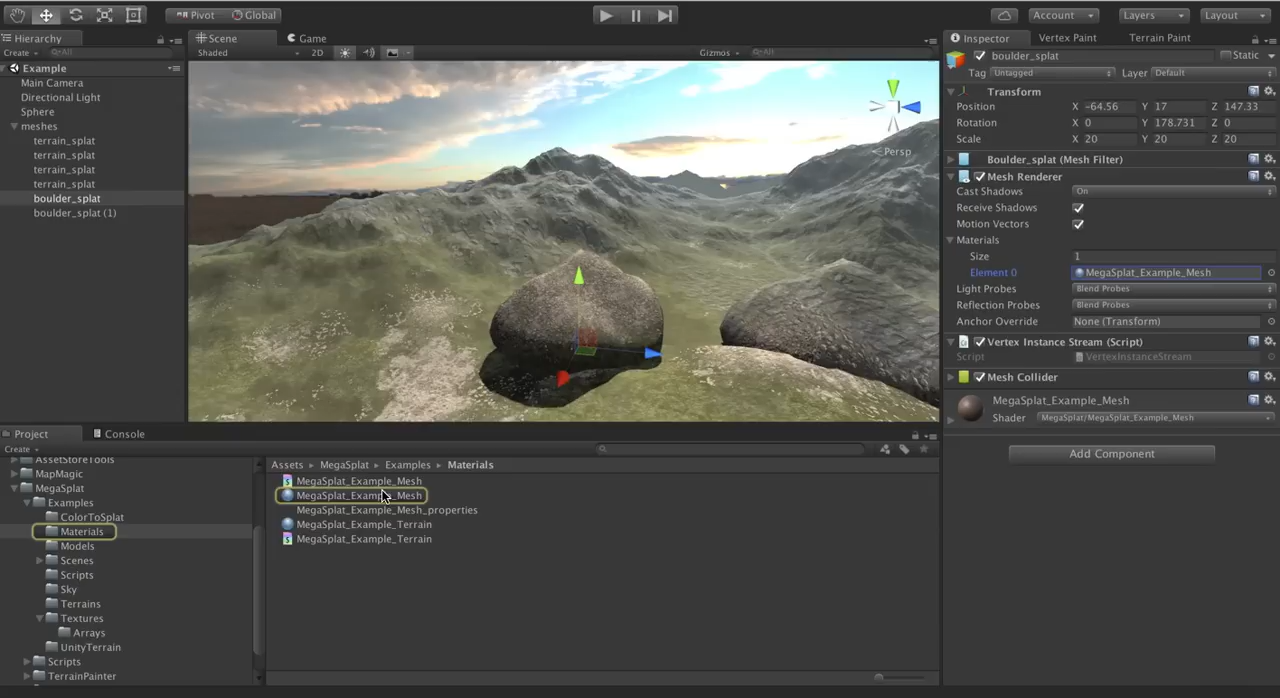 Pivot Global Account Layers Layout
Hierarchy Scene Game Inspector Vertex Paint Terrain Paint
Create All Shaded 2D Gizmos All
boulder_splat Static
Tag Untagged Layer Default
Example
Main Camera
Directional Light
Sphere
meshes
terrain_splat
terrain_splat
terrain_splat
terrain_splat
boulder_splat
boulder_splat (1)
Persp
Transform
Position X -64.56 Y 17 Z 147.33
Rotation X 0 Y 178.731 Z 0
Scale X 20 Y 20 Z 20
Boulder_splat (Mesh Filter)
Mesh Renderer
Cast Shadows On
Receive Shadows
Motion Vectors
Materials
Size 1
Element 0 MegaSplat_Example_Mesh
Light Probes Blend Probes
Reflection Probes Blend Probes
Anchor Override None (Transform)
Vertex Instance Stream (Script)
Script VertexInstanceStream
Mesh Collider
MegaSplat_Example_Mesh
Shader MegaSplat/MegaSplat_Example_Mesh
Add Component
Project Console
Create
AssetStoreTools
MapMagic
MegaSplat
Examples
ColorToSplat
Materials
Models
Scenes
Scripts
Sky
Terrains
Textures
Arrays
UnityTerrain
Scripts
TerrainPainter
Assets MegaSplat Examples Materials
MegaSplat_Example_Mesh
MegaSplat_Example_Mesh
MegaSplat_Example_Mesh_properties
MegaSplat_Example_Terrain
MegaSplat_Example_Terrain